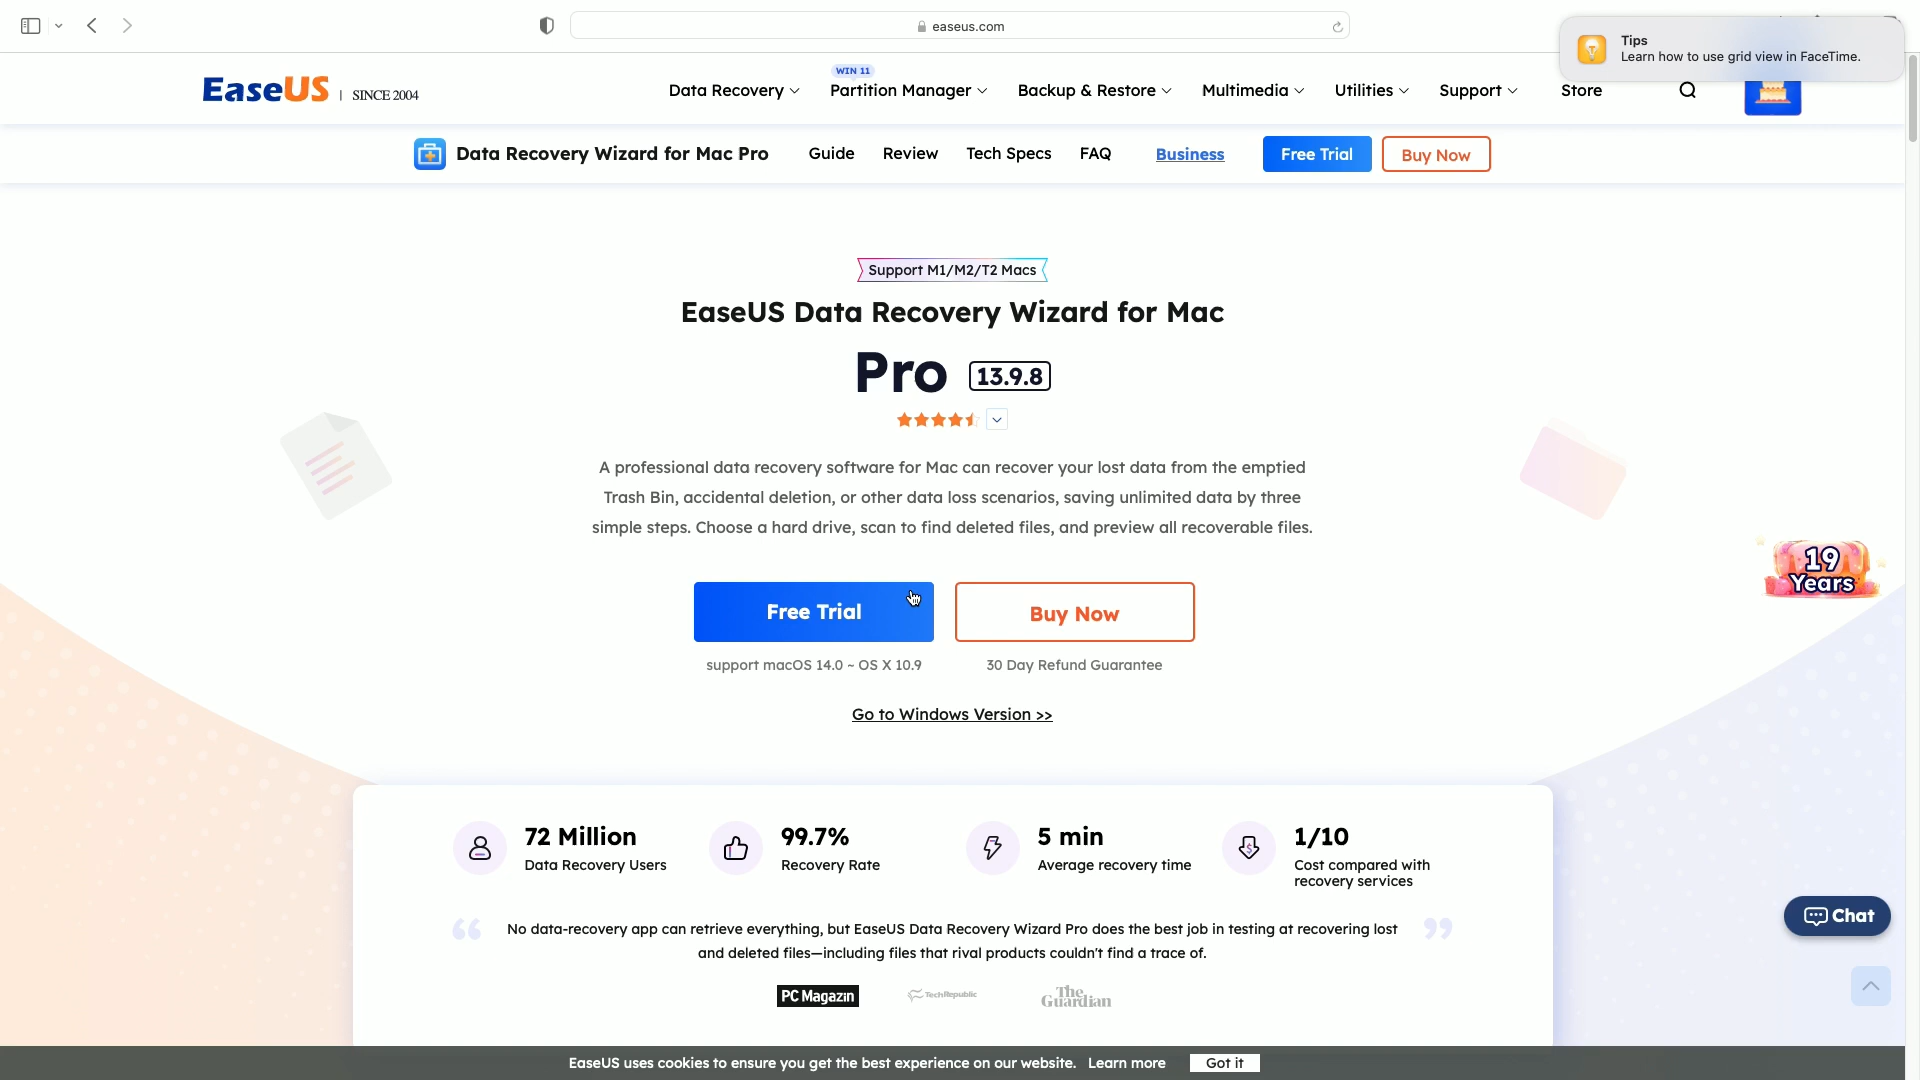 easeus.com
Tips
Learn how to use grid view in FaceTime.
EaseUS | SINCE 2004
Data Recovery
WIN 11
Partition Manager
Backup & Restore
Multimedia
Utilities
Support
Store
Data Recovery Wizard for Mac Pro
Guide
Review
Tech Specs
FAQ
Business
Free Trial
Buy Now
Support M1/M2/T2 Macs
EaseUS Data Recovery Wizard for Mac
Pro 13.9.8
A professional data recovery software for Mac can recover your lost data from the emptied
Trash Bin, accidental deletion, or other data loss scenarios, saving unlimited data by three
simple steps. Choose a hard drive, scan to find deleted files, and preview all recoverable files.
19
Years
Free Trial
Buy Now
support macOS 14.0 ~ OS X 10.9
30 Day Refund Guarantee
Go to Windows Version >>
72 Million
Data Recovery Users
99.7%
Recovery Rate
5 min
Average recovery time
1/10
Cost compared with
recovery services
Chat
“ No data-recovery app can retrieve everything, but EaseUS Data Recovery Wizard Pro does the best job in testing at recovering lost ”
and deleted files—including files that rival products couldn't find a trace of.
PC Magazin
TechRepublic
The
Guardian
EaseUS uses cookies to ensure you get the best experience on our website. Learn more
Got it